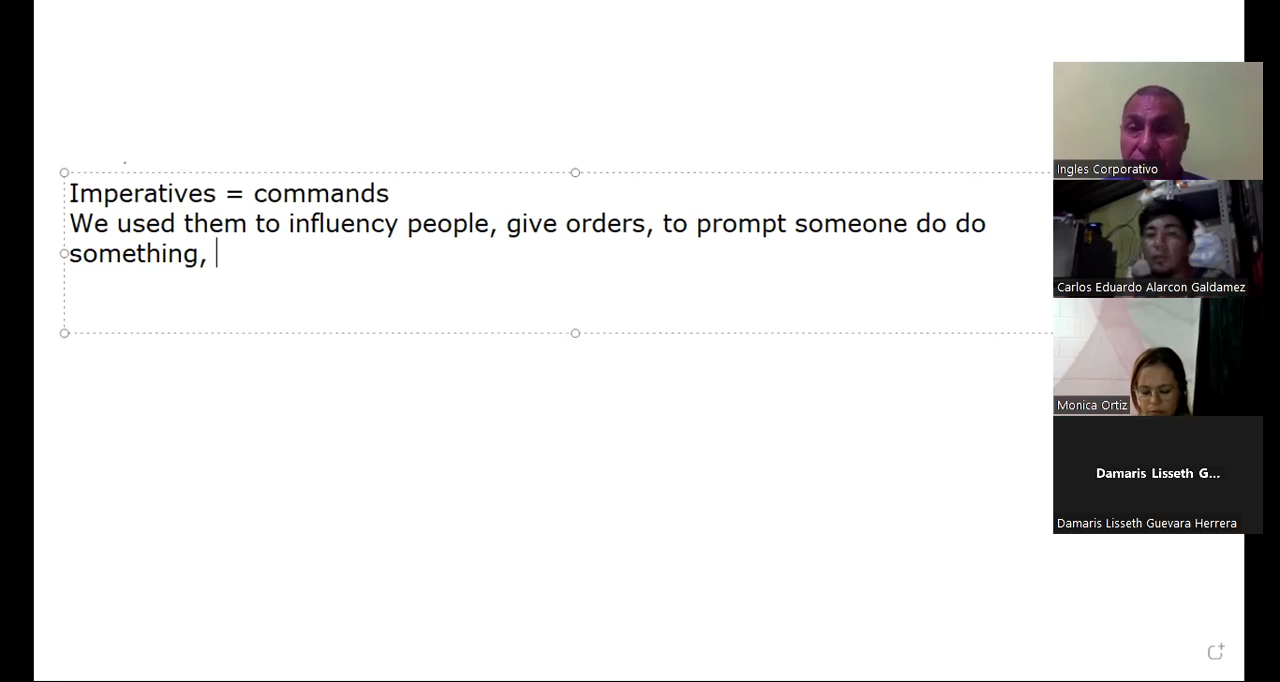 Imperatives = commands
We used them to influency people, give orders, to prompt someone do do
something,
Ingles Corporativo
Carlos Eduardo Alarcon Galdamez
Monica Ortiz
Damaris Lisseth G...
Damaris Lisseth Guevara Herrera